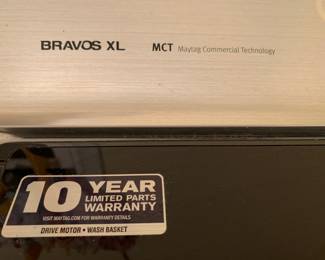 BRAVOS XL MCT Maytag Commercial Technology
10 YEAR
LIMITED PARTS
WARRANTY
VISIT MAYTAG.COM FOR WARRANTY DETAILS
DRIVE MOTOR • WASH BASKET